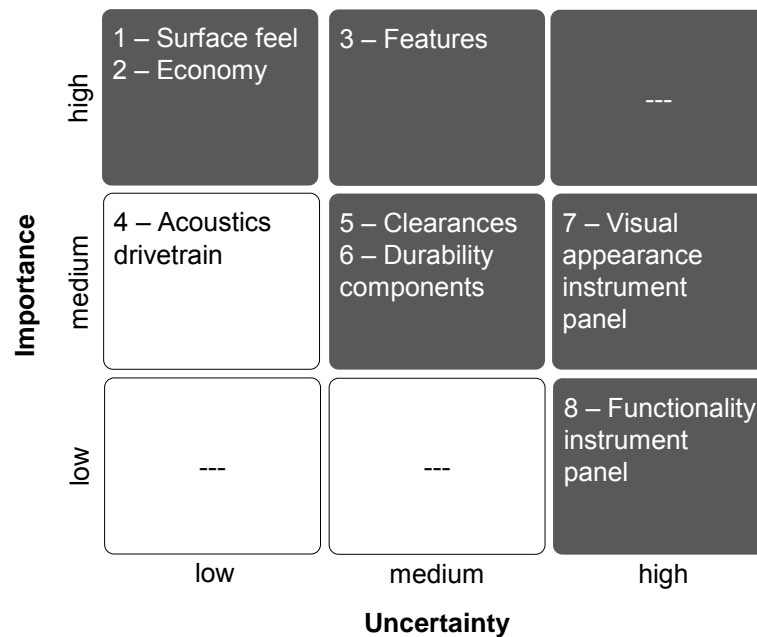 1 – Surface feel
2 – Economy
3 – Features
---
high
4 – Acoustics
drivetrain
5 – Clearances
6 – Durability
components
7 – Visual
appearance
instrument
panel
medium
Importance
---
---
8 – Functionality
instrument
panel
low
low
medium
high
Uncertainty